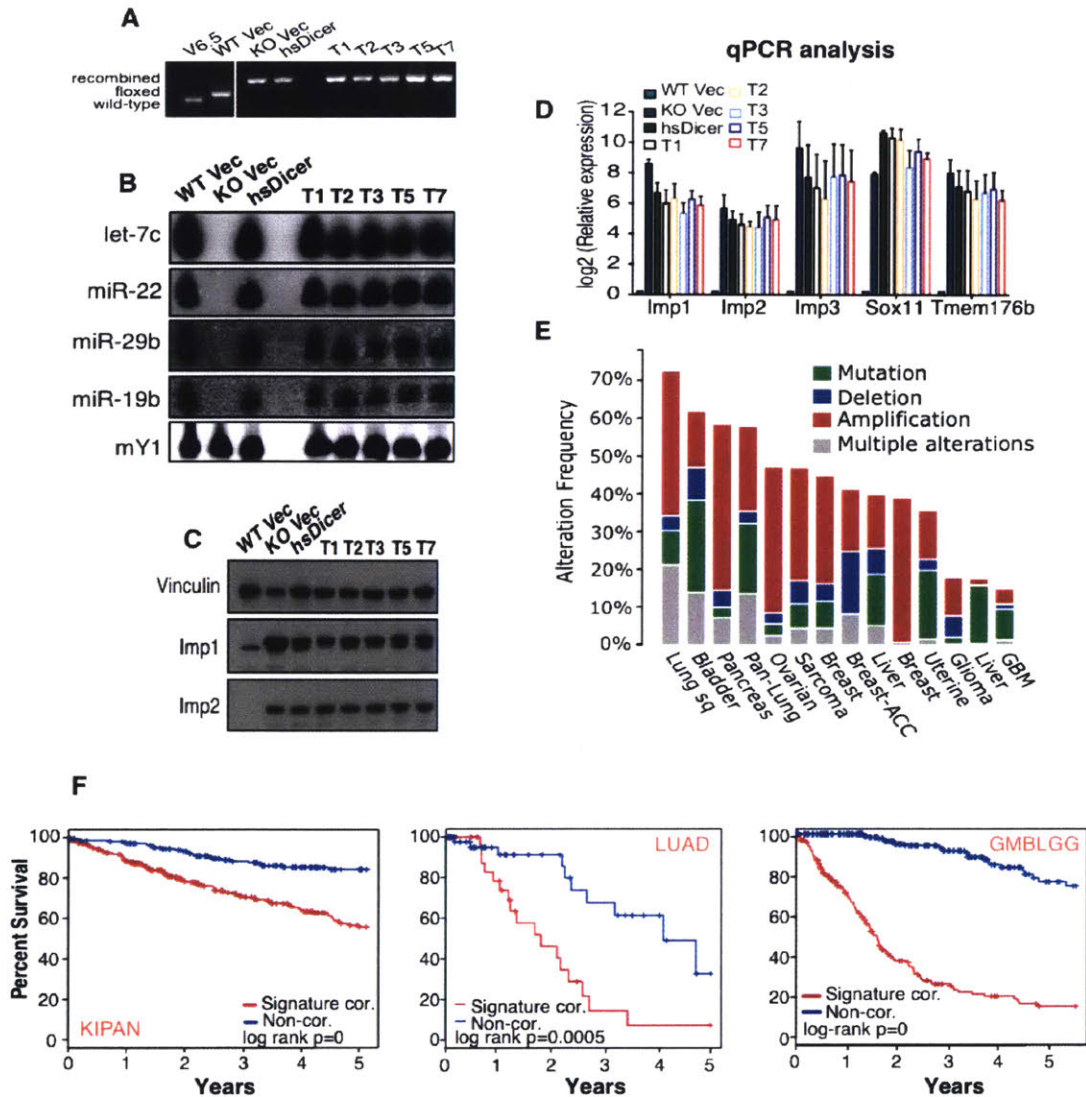 A
V6.5
WT Vec
KO Vec
hsDicer
T1 T2 T3 T5 T7
recombined
floxed
wild-type
B
WT Vec
KO Vec
hsDicer
T1 T2 T3 T5 T7
let-7c
miR-22
miR-29b
miR-19b
mY1
C
WT Vec
KO Vec
hsDicer
T1 T2 T3 T5 T7
Vinculin
Imp1
Imp2
qPCR analysis
D
WT Vec T2
KO Vec T3
hsDicer T5
T1 T7
log2 (Relative expression)
12
10
8
6
4
2
0
Imp1 Imp2 Imp3 Sox11 Tmem176b
E
Mutation
Deletion
Amplification
Multiple alterations
Alteration Frequency
70%
60%
50%
40%
30%
20%
10%
0%
Lung sq
Bladder
Pancreas
Pan-Lung
Ovarian
Sarcoma
Breast
Breast-ACC
Liver
Breast
Uterine
Glioma
Liver
GBM
F
Percent Survival
100
80
60
40
20
0
Signature cor.
Non-cor.
log rank p=0
KIPAN
0 1 2 3 4 5
Years
LUAD
100
80
60
40
20
0
Signature cor.
Non-cor.
log rank p=0.0005
0 1 2 3 4 5
Years
GMBLGG
100
80
60
40
20
0
Signature cor.
Non-cor.
log-rank p=0
0 1 2 3 4 5
Years